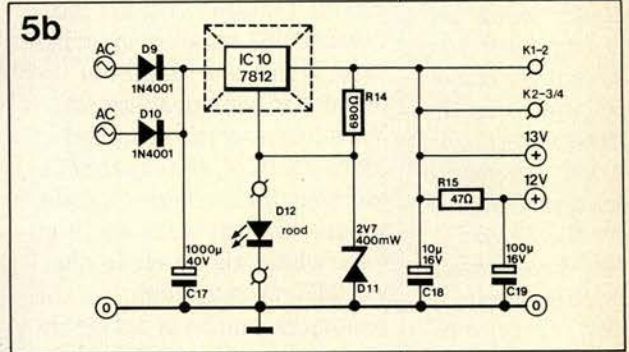 5b
AC
D9
1N4001
AC
D10
1N4001
IC 10
7812
R14
680Ω
K1-2
K2-3/4
13V
+
R15
47Ω
12V
+
D12
rood
2V7
400mW
D11
1000µ
40V
C17
10µ
16V
C18
100µ
16V
C19
0
0